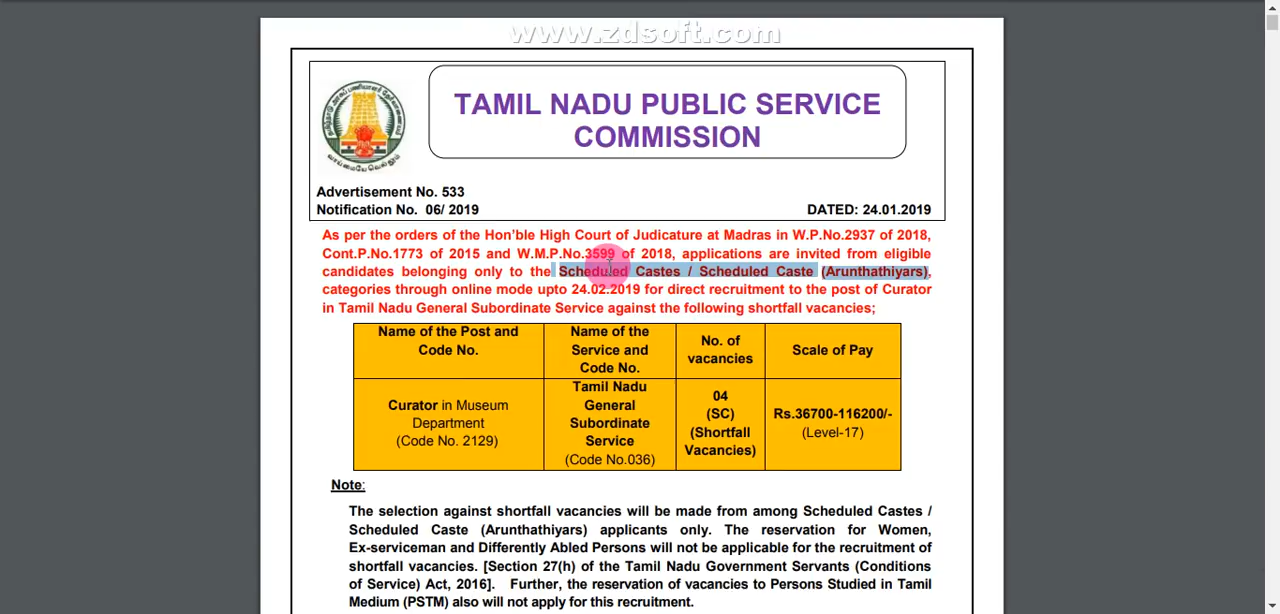 www.zdsoft.com
TAMIL NADU PUBLIC SERVICE
COMMISSION
வாய்மையே வெல்லும்
Advertisement No. 533
Notification No. 06/ 2019 DATED: 24.01.2019
As per the orders of the Hon'ble High Court of Judicature at Madras in W.P.No.2937 of 2018,
Cont.P.No.1773 of 2015 and W.M.P.No.3599 of 2018, applications are invited from eligible
candidates belonging only to the Scheduled Castes / Scheduled Caste (Arunthathiyars),
categories through online mode upto 24.02.2019 for direct recruitment to the post of Curator
in Tamil Nadu General Subordinate Service against the following shortfall vacancies;
Name of the Post and
Code No.
Name of the
Service and
Code No.
No. of
vacancies
Scale of Pay
Curator in Museum
Department
(Code No. 2129)
Tamil Nadu
General
Subordinate
Service
(Code No.036)
04
(SC)
(Shortfall
Vacancies)
Rs.36700-116200/-
(Level-17)
Note:
The selection against shortfall vacancies will be made from among Scheduled Castes /
Scheduled Caste (Arunthathiyars) applicants only. The reservation for Women,
Ex-serviceman and Differently Abled Persons will not be applicable for the recruitment of
shortfall vacancies. [Section 27(h) of the Tamil Nadu Government Servants (Conditions
of Service) Act, 2016]. Further, the reservation of vacancies to Persons Studied in Tamil
Medium (PSTM) also will not apply for this recruitment.